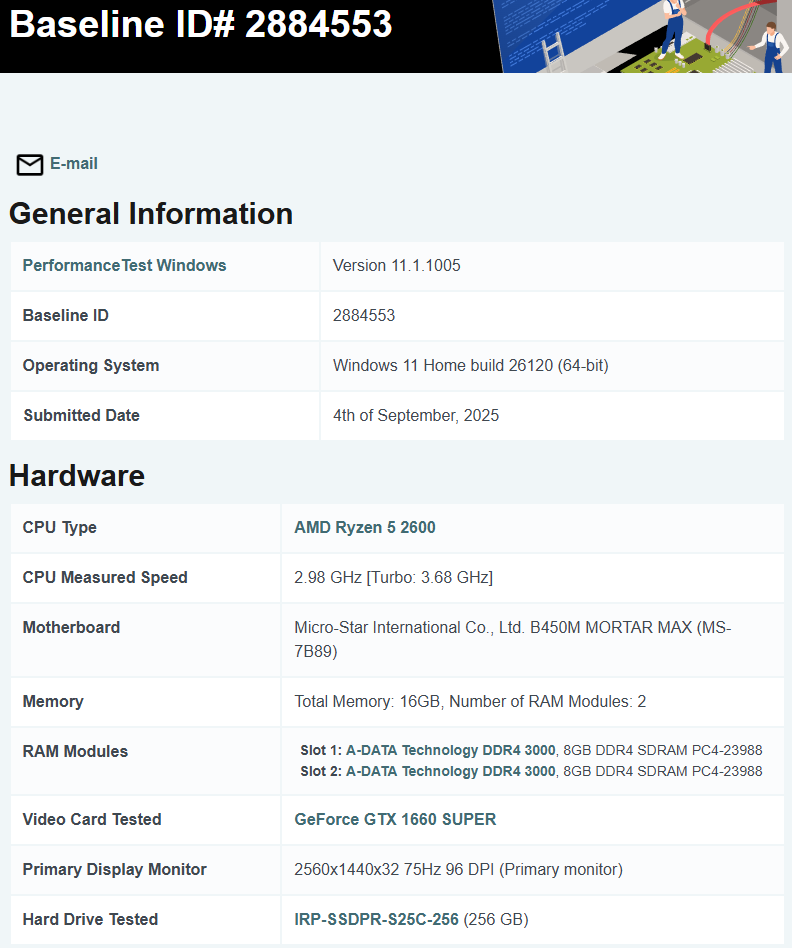 Baseline ID# 2884553
E-mail
General Information
PerformanceTest Windows Version 11.1.1005
Baseline ID 2884553
Operating System Windows 11 Home build 26120 (64-bit)
Submitted Date 4th of September, 2025
Hardware
CPU Type AMD Ryzen 5 2600
CPU Measured Speed 2.98 GHz [Turbo: 3.68 GHz]
Motherboard Micro-Star International Co., Ltd. B450M MORTAR MAX (MS-
7B89)
Memory Total Memory: 16GB, Number of RAM Modules: 2
RAM Modules Slot 1: A-DATA Technology DDR4 3000, 8GB DDR4 SDRAM PC4-23988
Slot 2: A-DATA Technology DDR4 3000, 8GB DDR4 SDRAM PC4-23988
Video Card Tested GeForce GTX 1660 SUPER
Primary Display Monitor 2560x1440x32 75Hz 96 DPI (Primary monitor)
Hard Drive Tested IRP-SSDPR-S25C-256 (256 GB)